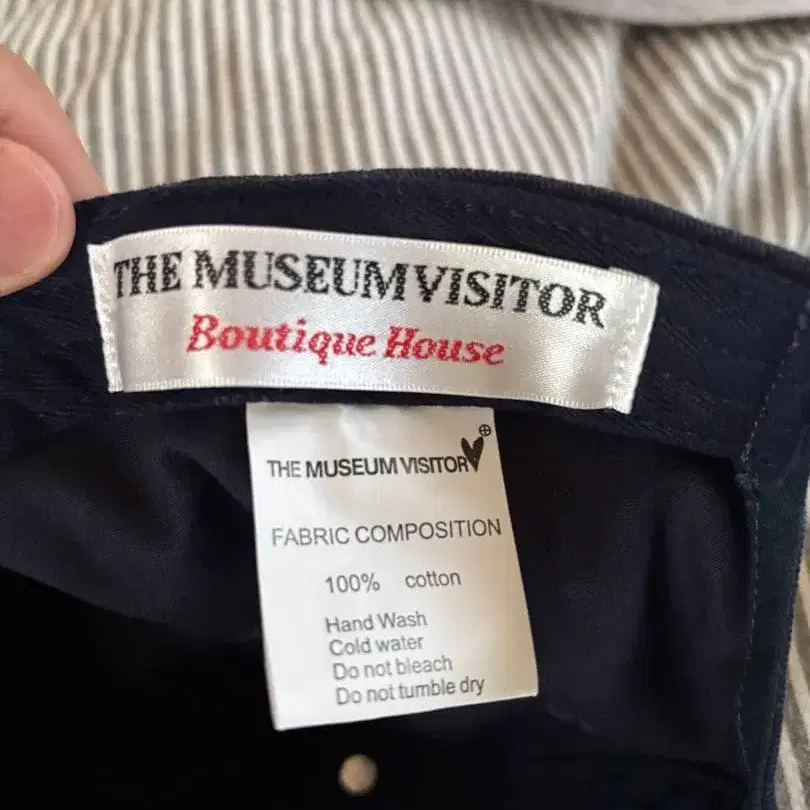 THE MUSEUM VISITOR
Boutique House
THE MUSEUM VISITOR
FABRIC COMPOSITION
100% cotton
Hand Wash
Cold water
Do not bleach
Do not tumble dry